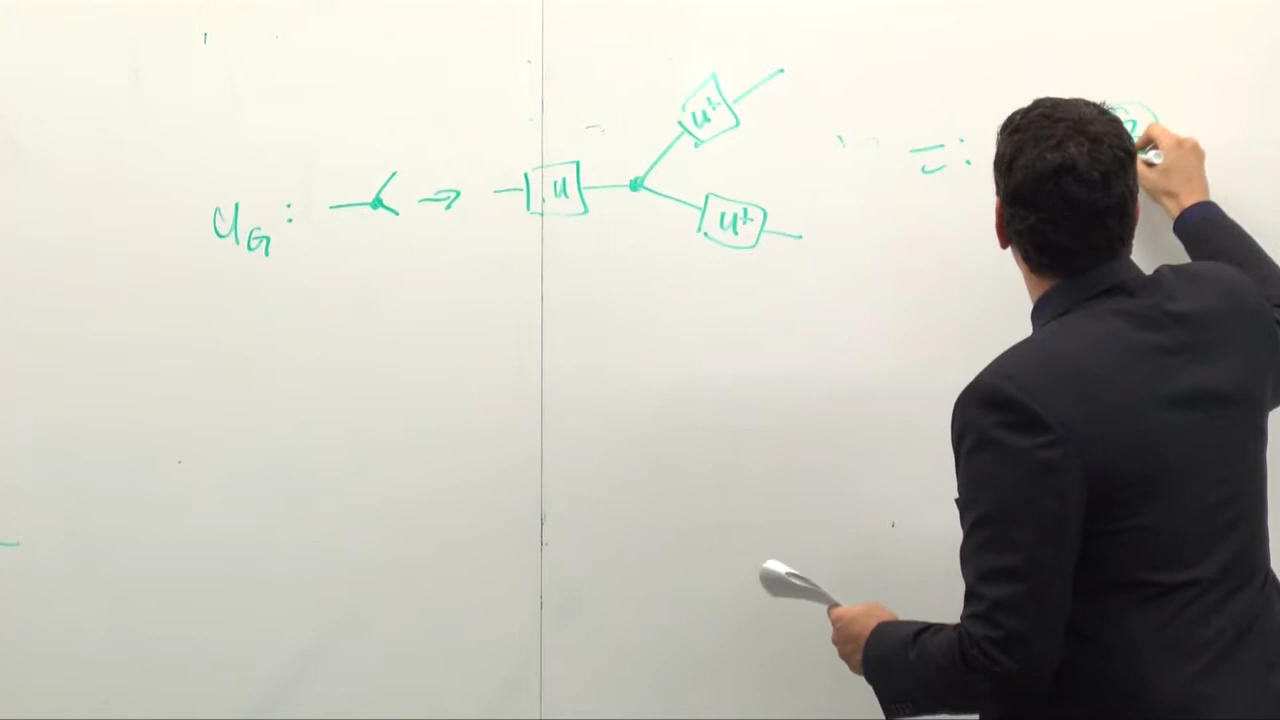 U_G : → u u† u† = :